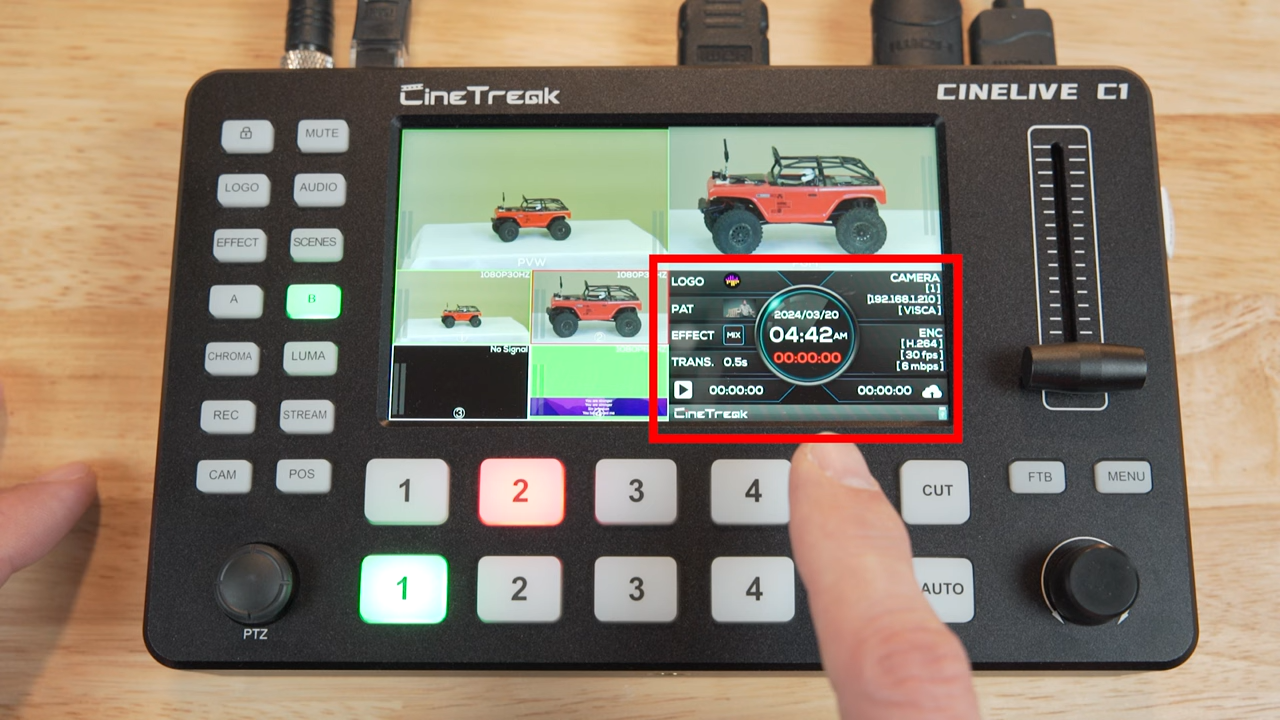 CineTreak
CINELIVE C1
MUTE
LOGO
AUDIO
EFFECT
SCENES
A
B
CHROMA
LUMA
REC
STREAM
CAM
POS
PTZ
PVW
1080P30HZ
1080P30HZ
No Signal
3
LOGO
PAT
EFFECT MIX
TRANS. 0.5s
2024/03/20
04:42AM
00:00:00
CAMERA
[1]
[192.168.1.210]
[VISCA]
ENC
[H.264]
[30 fps]
[6 mbps]
00:00:00
00:00:00
CineTreak
1
2
3
4
CUT
FTB
MENU
1
2
3
4
AUTO